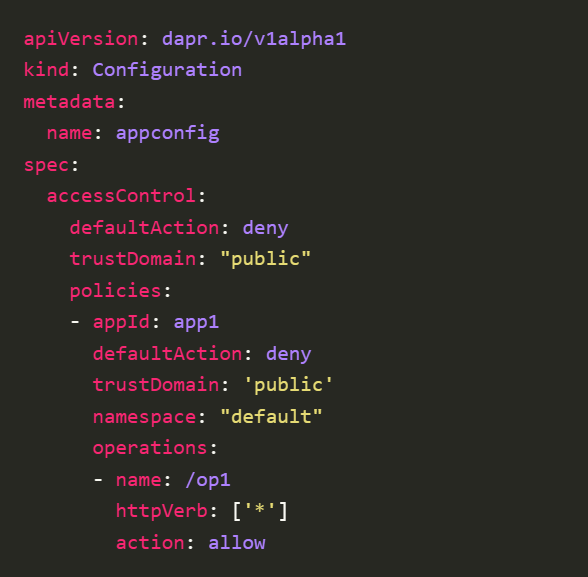 apiVersion: dapr.io/v1alpha1
kind: Configuration
metadata:
  name: appconfig
spec:
  accessControl:
    defaultAction: deny
    trustDomain: "public"
    policies:
    - appId: app1
      defaultAction: deny
      trustDomain: 'public'
      namespace: "default"
      operations:
      - name: /op1
        httpVerb: ['*']
        action: allow